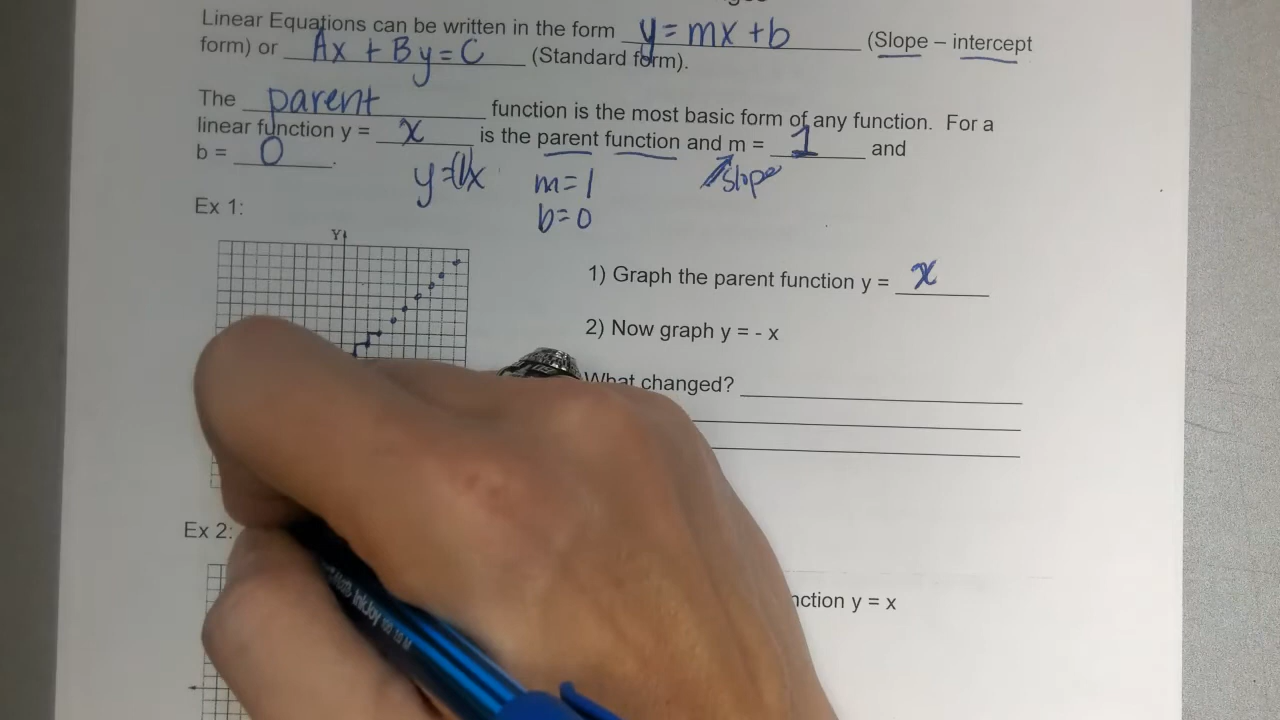 Linear Equations can be written in the form y = mx + b (Slope – intercept
form) or Ax + By = C (Standard form).
The parent function is the most basic form of any function. For a
linear function y = x is the parent function and m = 1 and
b = 0.
y = 1x m = 1 slope
b = 0
Ex 1:
Y
1) Graph the parent function y = x
2) Now graph y = - x
What changed?
Ex 2:
nction y = x